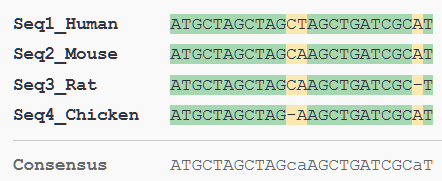 Seq1_Human ATGCTAGCTAGCTAGCTGATCGCAT
Seq2_Mouse ATGCTAGCTAGCAAGCTGATCGCAT
Seq3_Rat ATGCTAGCTAGCAAGCTGATCGC-T
Seq4_Chicken ATGCTAGCTAG-AAGCTGATCGCAT
Consensus ATGCTAGCTAGcaAGCTGATCGCaT